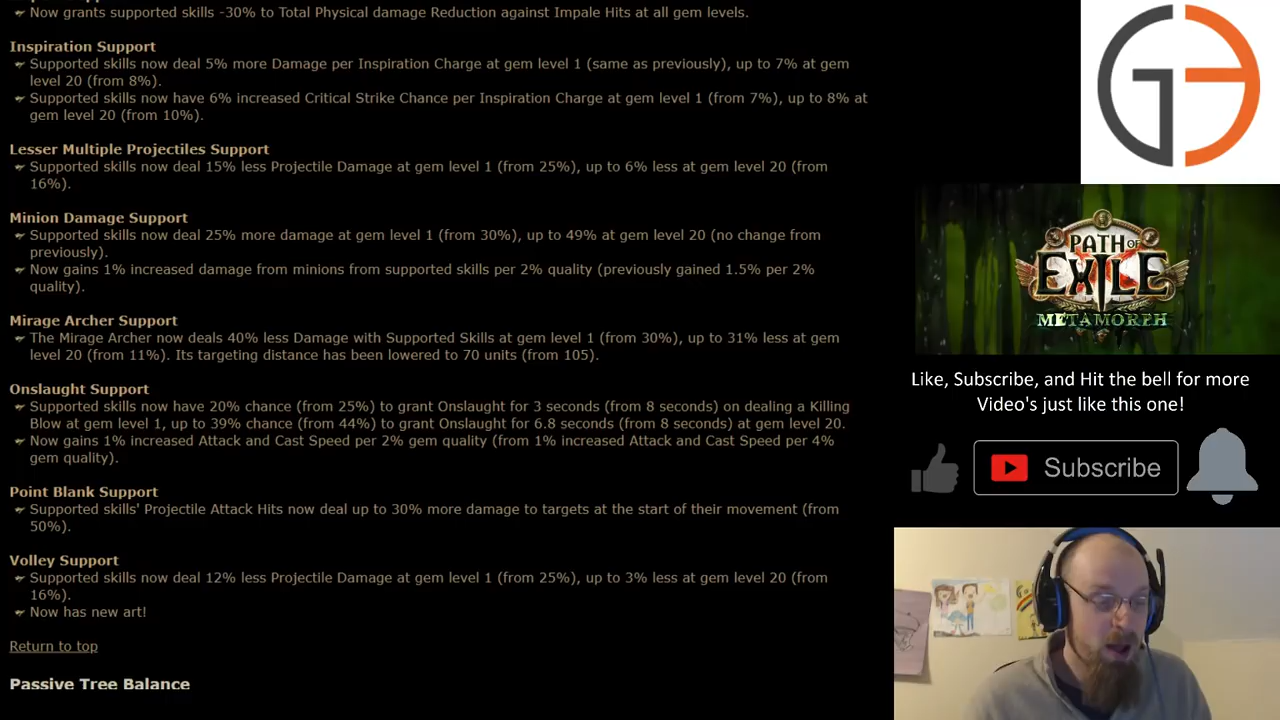 Now grants supported skills -30% to Total Physical damage Reduction against Impale Hits at all gem levels.
Inspiration Support
Supported skills now deal 5% more Damage per Inspiration Charge at gem level 1 (same as previously), up to 7% at gem
level 20 (from 8%).
Supported skills now have 6% increased Critical Strike Chance per Inspiration Charge at gem level 1 (from 7%), up to 8% at
gem level 20 (from 10%).
Lesser Multiple Projectiles Support
Supported skills now deal 15% less Projectile Damage at gem level 1 (from 25%), up to 6% less at gem level 20 (from
16%).
Minion Damage Support
Supported skills now deal 25% more damage at gem level 1 (from 30%), up to 49% at gem level 20 (no change from
previously).
Now gains 1% increased damage from minions from supported skills per 2% quality (previously gained 1.5% per 2%
quality).
Mirage Archer Support
The Mirage Archer now deals 40% less Damage with Supported Skills at gem level 1 (from 30%), up to 31% less at gem
level 20 (from 11%). Its targeting distance has been lowered to 70 units (from 105).
Onslaught Support
Supported skills now have 20% chance (from 25%) to grant Onslaught for 3 seconds (from 8 seconds) on dealing a Killing
Blow at gem level 1, up to 39% chance (from 44%) to grant Onslaught for 6.8 seconds (from 8 seconds) at gem level 20.
Now gains 1% increased Attack and Cast Speed per 2% gem quality (from 1% increased Attack and Cast Speed per 4%
gem quality).
Point Blank Support
Supported skills' Projectile Attack Hits now deal up to 30% more damage to targets at the start of their movement (from
50%).
Volley Support
Supported skills now deal 12% less Projectile Damage at gem level 1 (from 25%), up to 3% less at gem level 20 (from
16%).
Now has new art!
Return to top
Passive Tree Balance
PATH OF
EXILE
METAMORPH
Like, Subscribe, and Hit the bell for more
Video's just like this one!
Subscribe